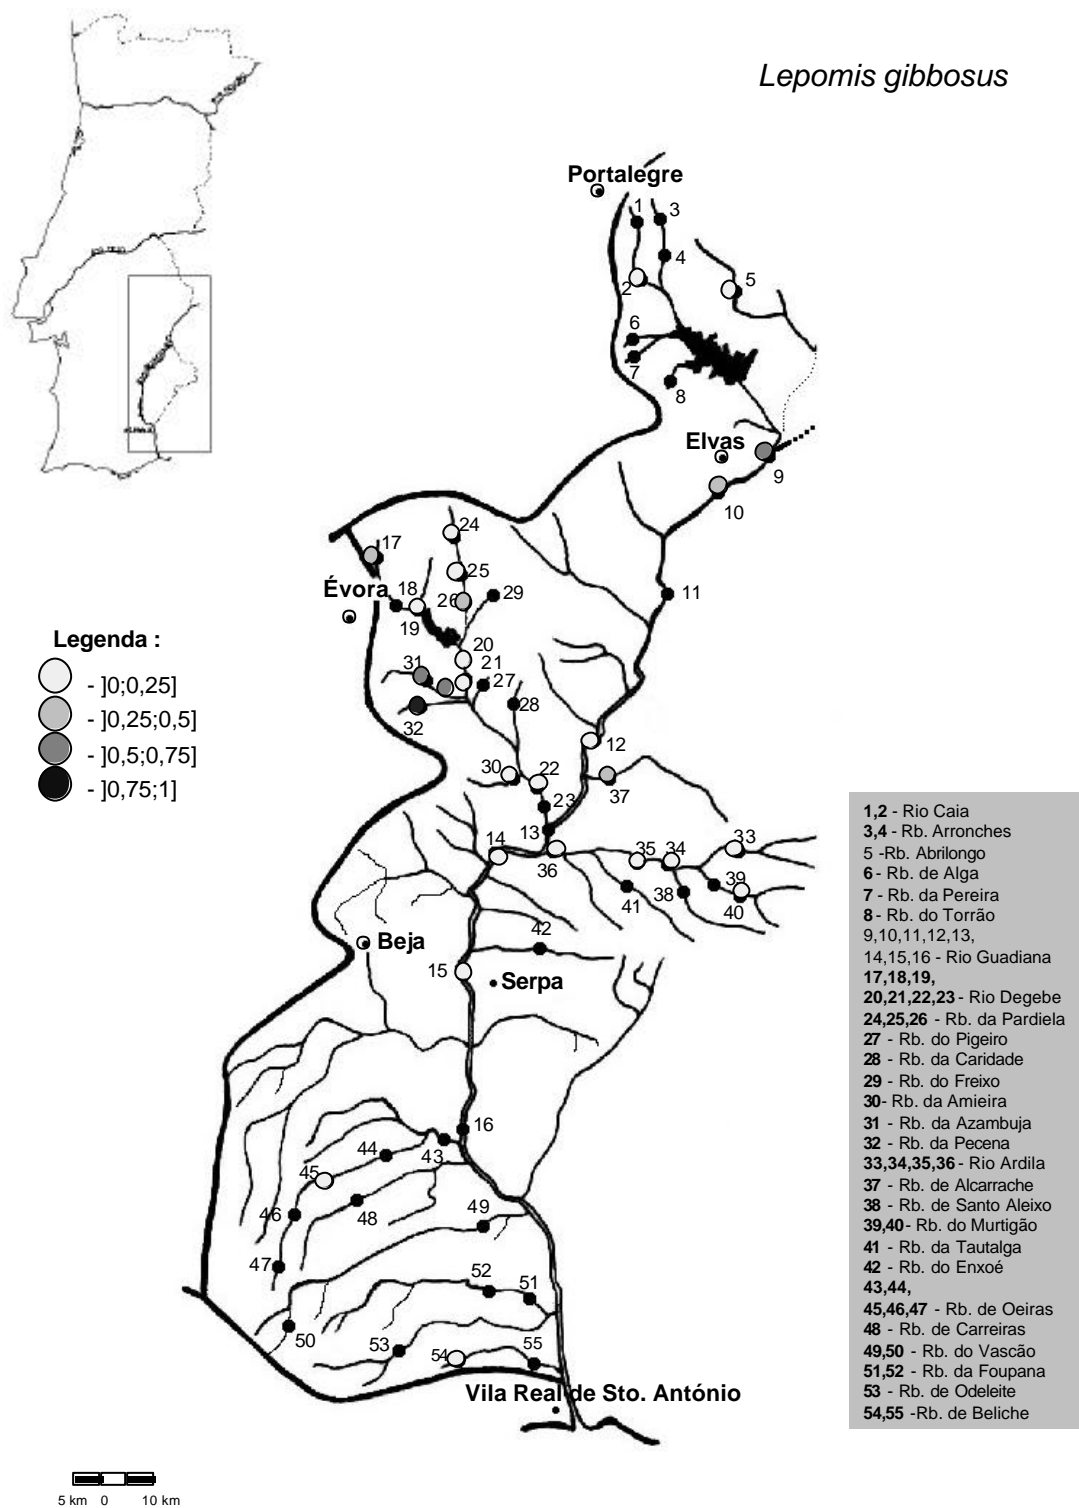 Lepomis gibbosus
Portalegre
1
3
4
2
5
6
7
8
Elvas
9
10
24
17
25
Évora
18
26
29
11
19
20
21
31
27
28
32
12
30
22
37
23
13
14
36
35
34
33
41
38
39
40
42
Beja
15
Serpa
16
43
44
45
46
48
49
47
52
51
50
53
54
55
Vila Real de Sto. António
Legenda :
- ]0;0,25]
- ]0,25;0,5]
- ]0,5;0,75]
- ]0,75;1]
1,2 - Rio Caia
3,4 - Rb. Arronches
5 -Rb. Abrilongo
6 - Rb. de Alga
7 - Rb. da Pereira
8 - Rb. do Torrão
9,10,11,12,13,
14,15,16 - Rio Guadiana
17,18,19,
20,21,22,23 - Rio Degebe
24,25,26 - Rb. da Pardiela
27 - Rb. do Pigeiro
28 - Rb. da Caridade
29 - Rb. do Freixo
30- Rb. da Amieira
31 - Rb. da Azambuja
32 - Rb. da Pecena
33,34,35,36 - Rio Ardila
37 - Rb. de Alcarrache
38 - Rb. de Santo Aleixo
39,40- Rb. do Murtigão
41 - Rb. da Tautalga
42 - Rb. do Enxoé
43,44,
45,46,47 - Rb. de Oeiras
48 - Rb. de Carreiras
49,50 - Rb. do Vascão
51,52 - Rb. da Foupana
53 - Rb. de Odeleite
54,55 -Rb. de Beliche
5 km 0 10 km